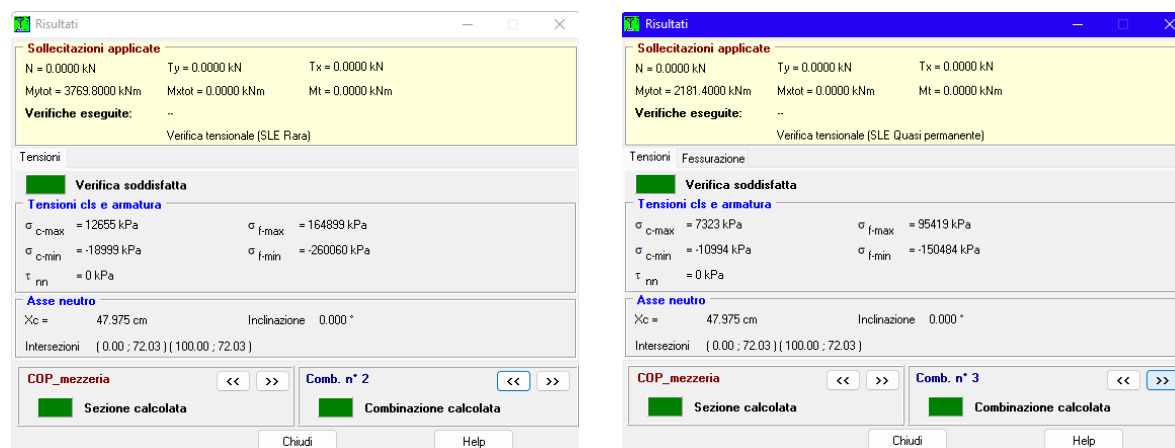 Risultati
Sollecitazioni applicate
N = 0.0000 kN Ty = 0.0000 kN Tx = 0.0000 kN
Mytot = 3769.8000 kNm Mxtot = 0.0000 kNm Mt = 0.0000 kNm
Verifiche eseguite: --
Verifica tensionale (SLE Rara)
Tensioni
Verifica soddisfatta
Tensioni cls e armatura
σ c-max = 12655 kPa σ f-max = 164899 kPa
σ c-min = -18999 kPa σ f-min = -260060 kPa
τ nn = 0 kPa
Asse neutro
Xc = 47.975 cm Inclinazione 0.000 °
Intersezioni ( 0.00 ; 72.03 ) ( 100.00 ; 72.03 )
COP_mezzeria << >> Comb. n° 2 << >>
Sezione calcolata Combinazione calcolata
Chiudi Help
Risultati
Sollecitazioni applicate
N = 0.0000 kN Ty = 0.0000 kN Tx = 0.0000 kN
Mytot = 2181.4000 kNm Mxtot = 0.0000 kNm Mt = 0.0000 kNm
Verifiche eseguite: --
Verifica tensionale (SLE Quasi permanente)
Tensioni Fessurazione
Verifica soddisfatta
Tensioni cls e armatura
σ c-max = 7323 kPa σ f-max = 95419 kPa
σ c-min = -10994 kPa σ f-min = -150484 kPa
τ nn = 0 kPa
Asse neutro
Xc = 47.975 cm Inclinazione 0.000 °
Intersezioni ( 0.00 ; 72.03 ) ( 100.00 ; 72.03 )
COP_mezzeria << >> Comb. n° 3 << >>
Sezione calcolata Combinazione calcolata
Chiudi Help